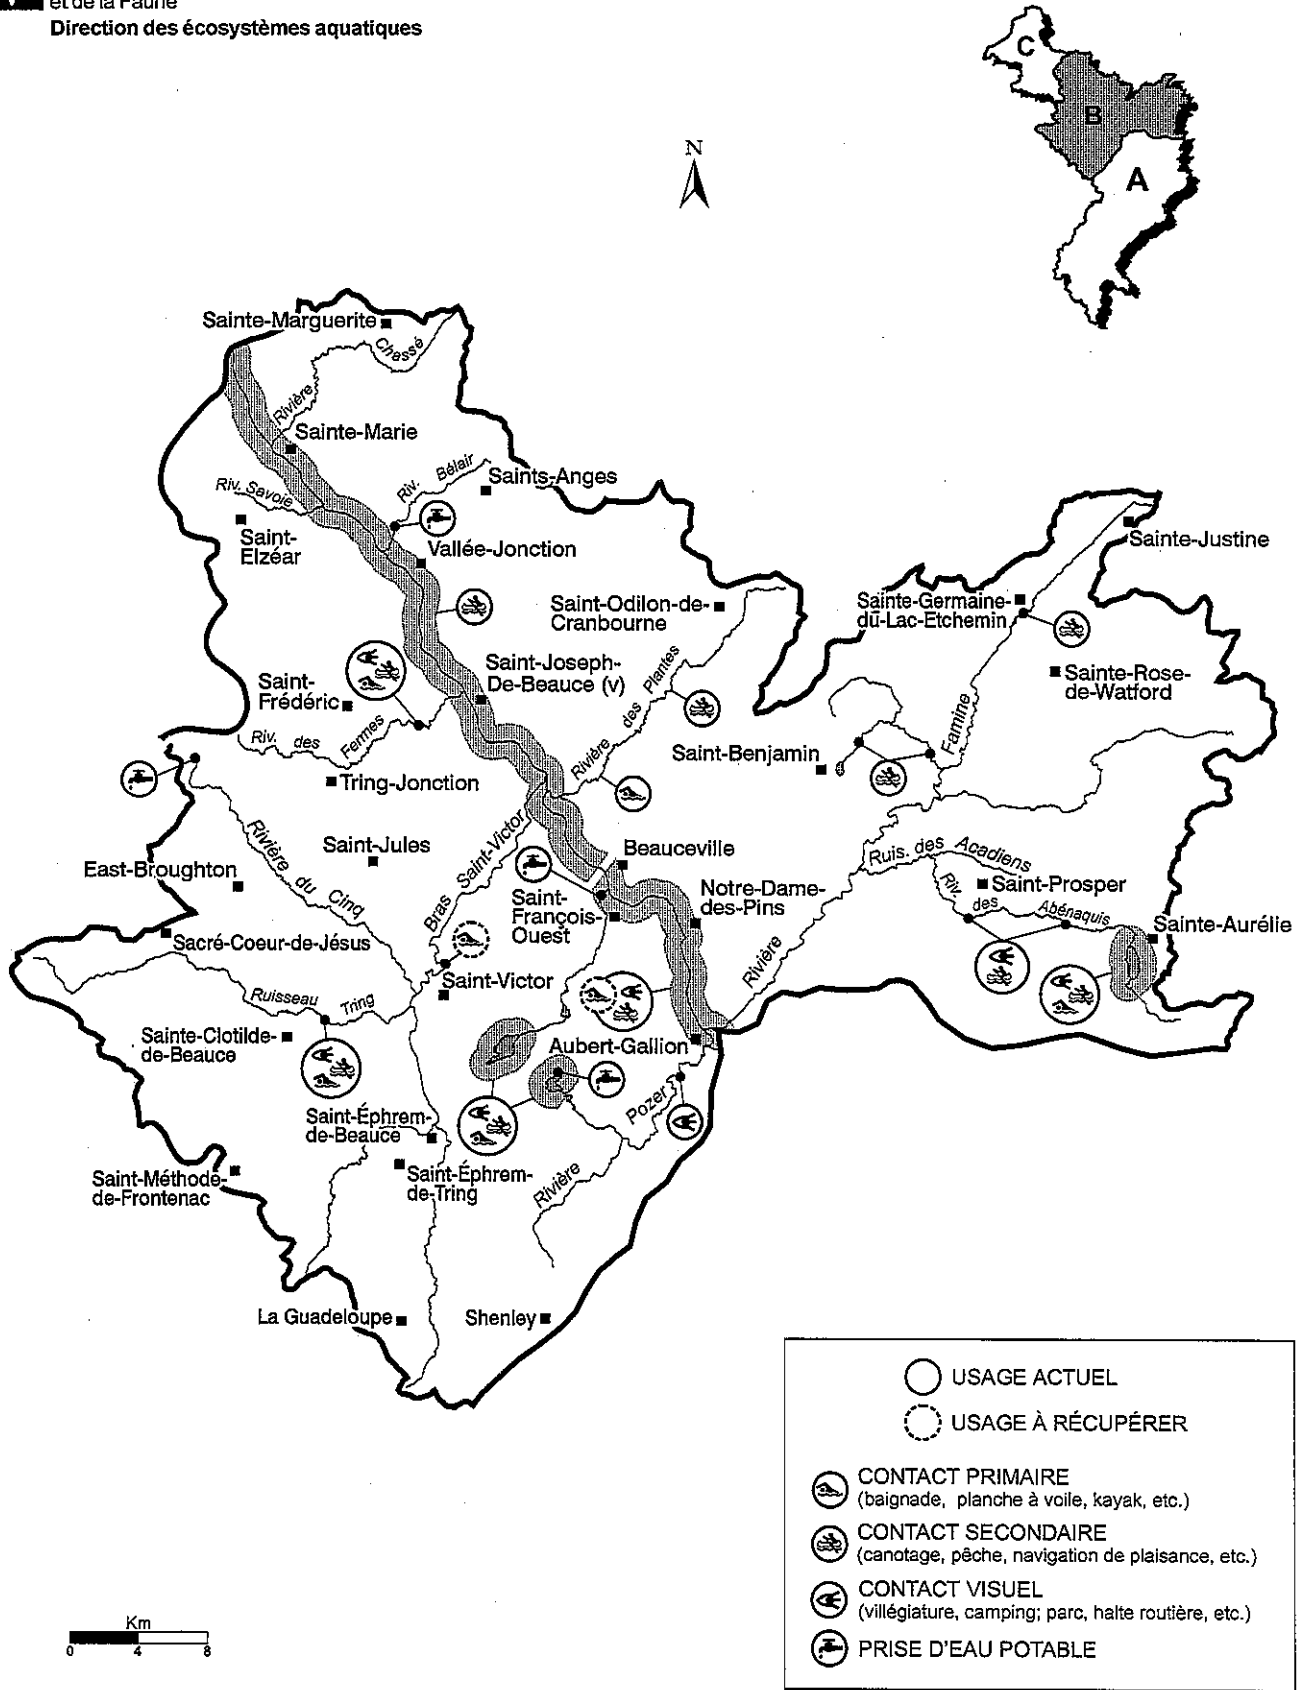 et de la Faune
Direction des écosystèmes aquatiques
C
B
A
N
Sainte-Marguerite
Chassé
Rivière
Sainte-Marie
Riv. Bélair
Saints-Anges
Riv. Savoie
Saint-
Elzéar
Vallée-Jonction
Sainte-Justine
Saint-Odilon-de-
Cranbourne
Sainte-Germaine-
du-Lac-Etchemin
Saint-Joseph-
De-Beauce (v)
Sainte-Rose-
de-Watford
Saint-
Frédéric
Riv. des Fermes
Rivière des Plantes
Saint-Benjamin
Famine
Tring-Jonction
Rivière du Cinq
Saint-Jules
Bras Saint-Victor
Beauceville
Ruis. des Acadiens
East-Broughton
Saint-
François-
Ouest
Notre-Dame-
des-Pins
Riv. des Abénaquis
Saint-Prosper
Sainte-Aurélie
Sacré-Coeur-de-Jésus
Saint-Victor
Rivière
Ruisseau Tring
Sainte-Clotilde-
de-Beauce
Aubert-Gallion
Saint-Éphrem-
de-Beauce
Rivière Pozer
Saint-Méthode-
de-Frontenac
Saint-Éphrem-
de-Tring
La Guadeloupe
Shenley
USAGE ACTUEL
USAGE À RÉCUPÉRER
CONTACT PRIMAIRE
(baignade, planche à voile, kayak, etc.)
CONTACT SECONDAIRE
(canotage, pêche, navigation de plaisance, etc.)
CONTACT VISUEL
(villégiature, camping; parc, halte routière, etc.)
PRISE D'EAU POTABLE
Km
0 4 8